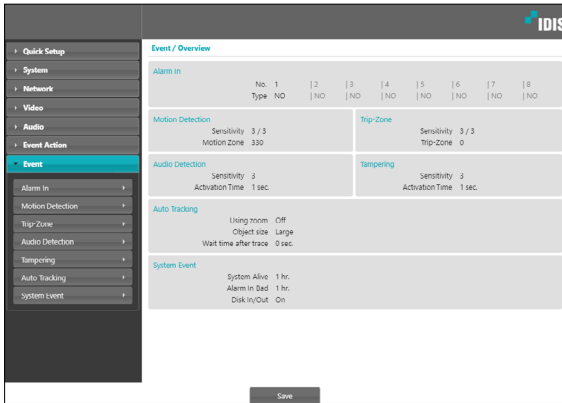 IDIS
Quick Setup
System
Network
Video
Audio
Event Action
Event
Alarm In
Motion Detection
Trip-Zone
Audio Detection
Tampering
Auto Tracking
System Event
Event / Overview
Alarm In
No. 1 | 2 | 3 | 4 | 5 | 6 | 7 | 8
Type NO | NO | NO | NO | NO | NO | NO | NO
Motion Detection
Sensitivity 3 / 3
Motion Zone 330
Trip-Zone
Sensitivity 3 / 3
Trip-Zone 0
Audio Detection
Sensitivity 3
Activation Time 1 sec.
Tampering
Sensitivity 3
Activation Time 1 sec.
Auto Tracking
Using zoom Off
Object size Large
Wait time after trace 0 sec.
System Event
System Alive 1 hr.
Alarm In Bad 1 hr.
Disk In/Out On
Save